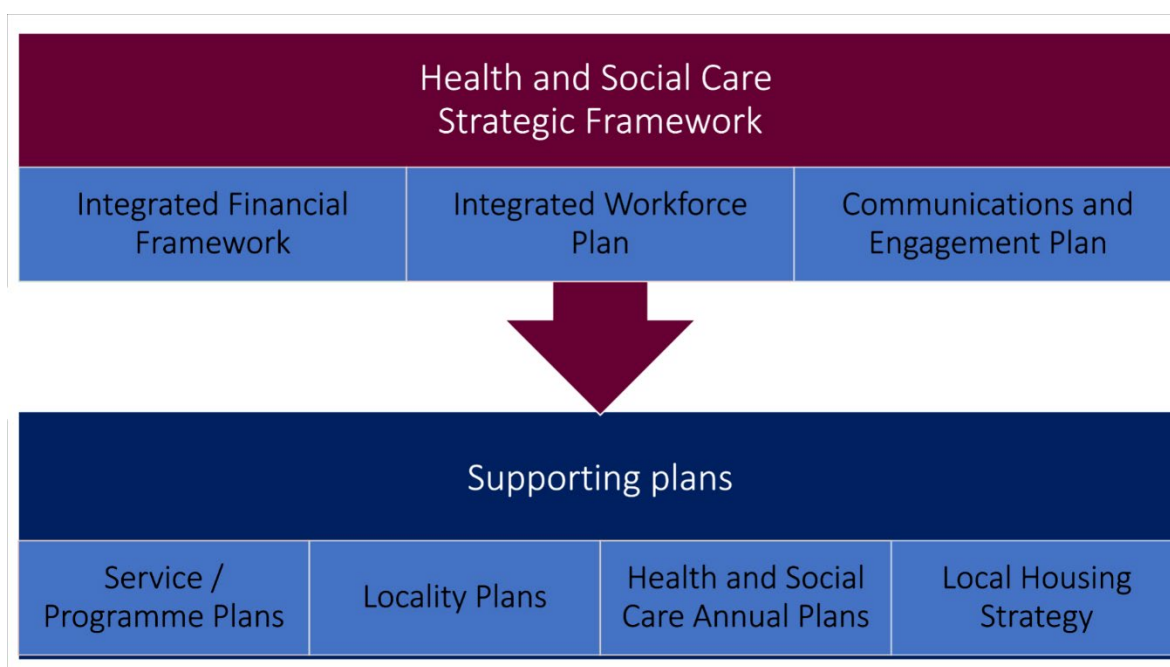 Health and Social Care
Strategic Framework
Integrated Financial
Framework
Integrated Workforce
Plan
Communications and
Engagement Plan
Supporting plans
Service /
Programme Plans
Locality Plans
Health and Social
Care Annual Plans
Local Housing
Strategy